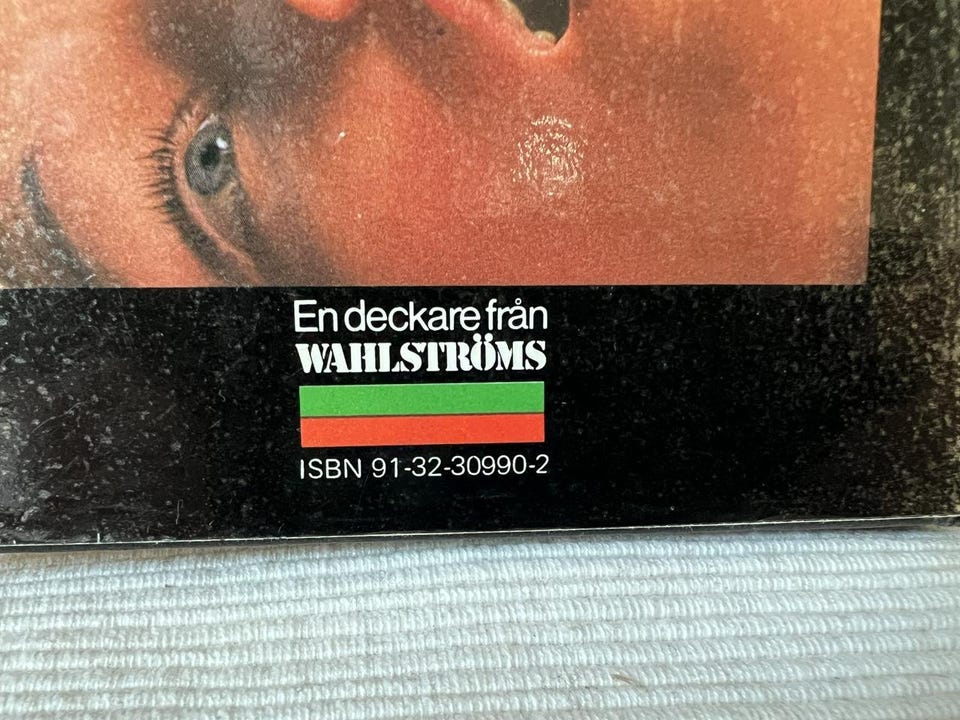 En deckare från
WAHLSTRÖMS
ISBN 91-32-30990-2